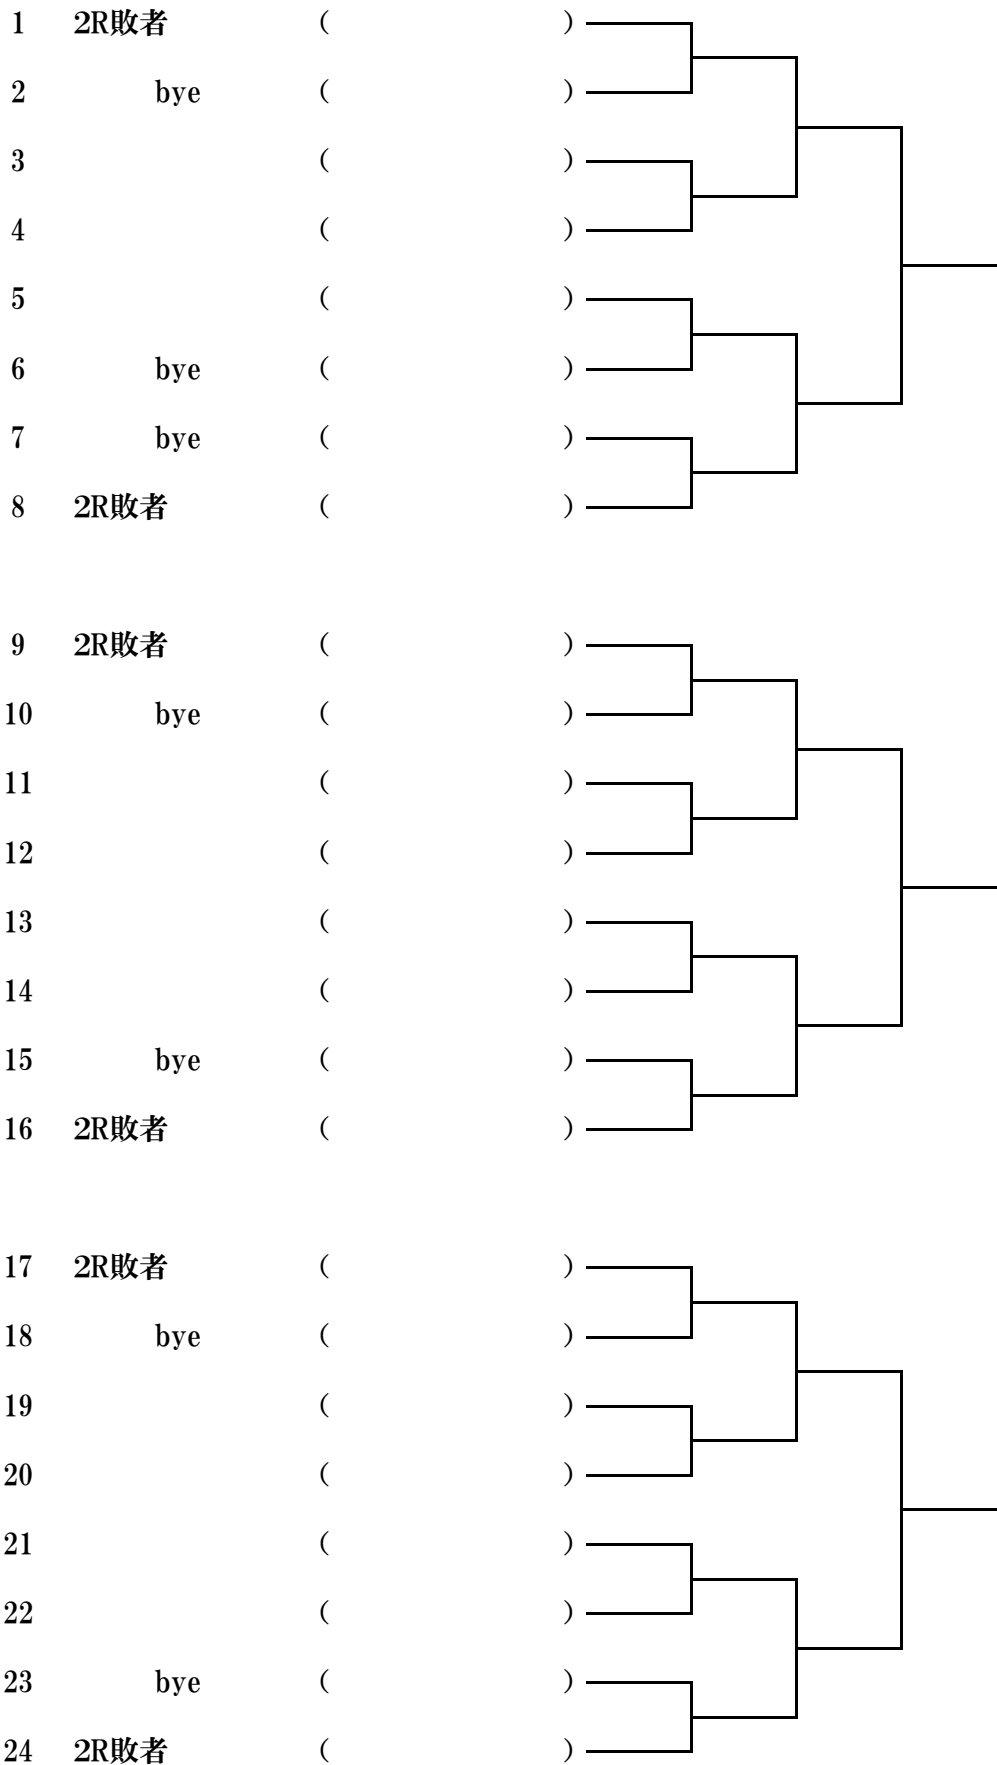 1 2R敗者 ( )
2 bye ( )
3 ( )
4 ( )
5 ( )
6 bye ( )
7 bye ( )
8 2R敗者 ( )
9 2R敗者 ( )
10 bye ( )
11 ( )
12 ( )
13 ( )
14 ( )
15 bye ( )
16 2R敗者 ( )
17 2R敗者 ( )
18 bye ( )
19 ( )
20 ( )
21 ( )
22 ( )
23 bye ( )
24 2R敗者 ( )